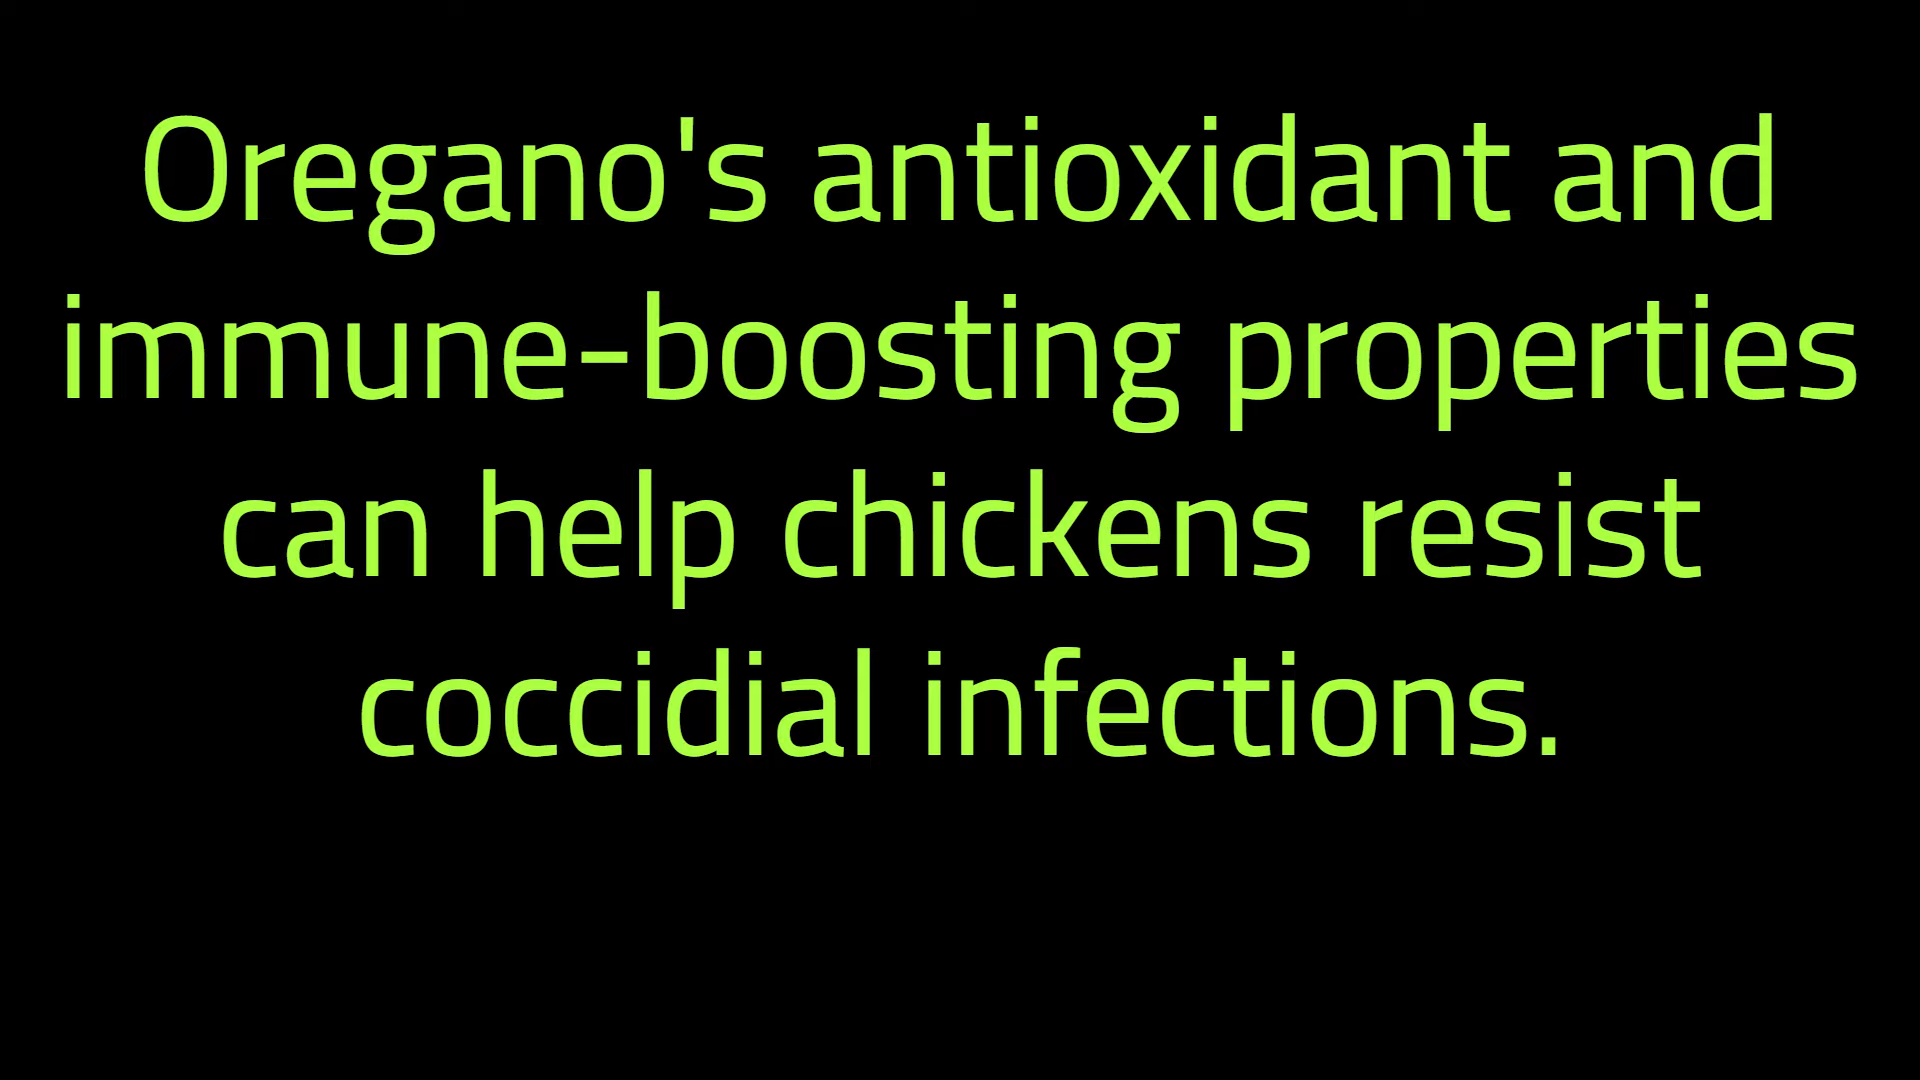 Oregano's antioxidant and
immune-boosting properties
can help chickens resist
coccidial infections.